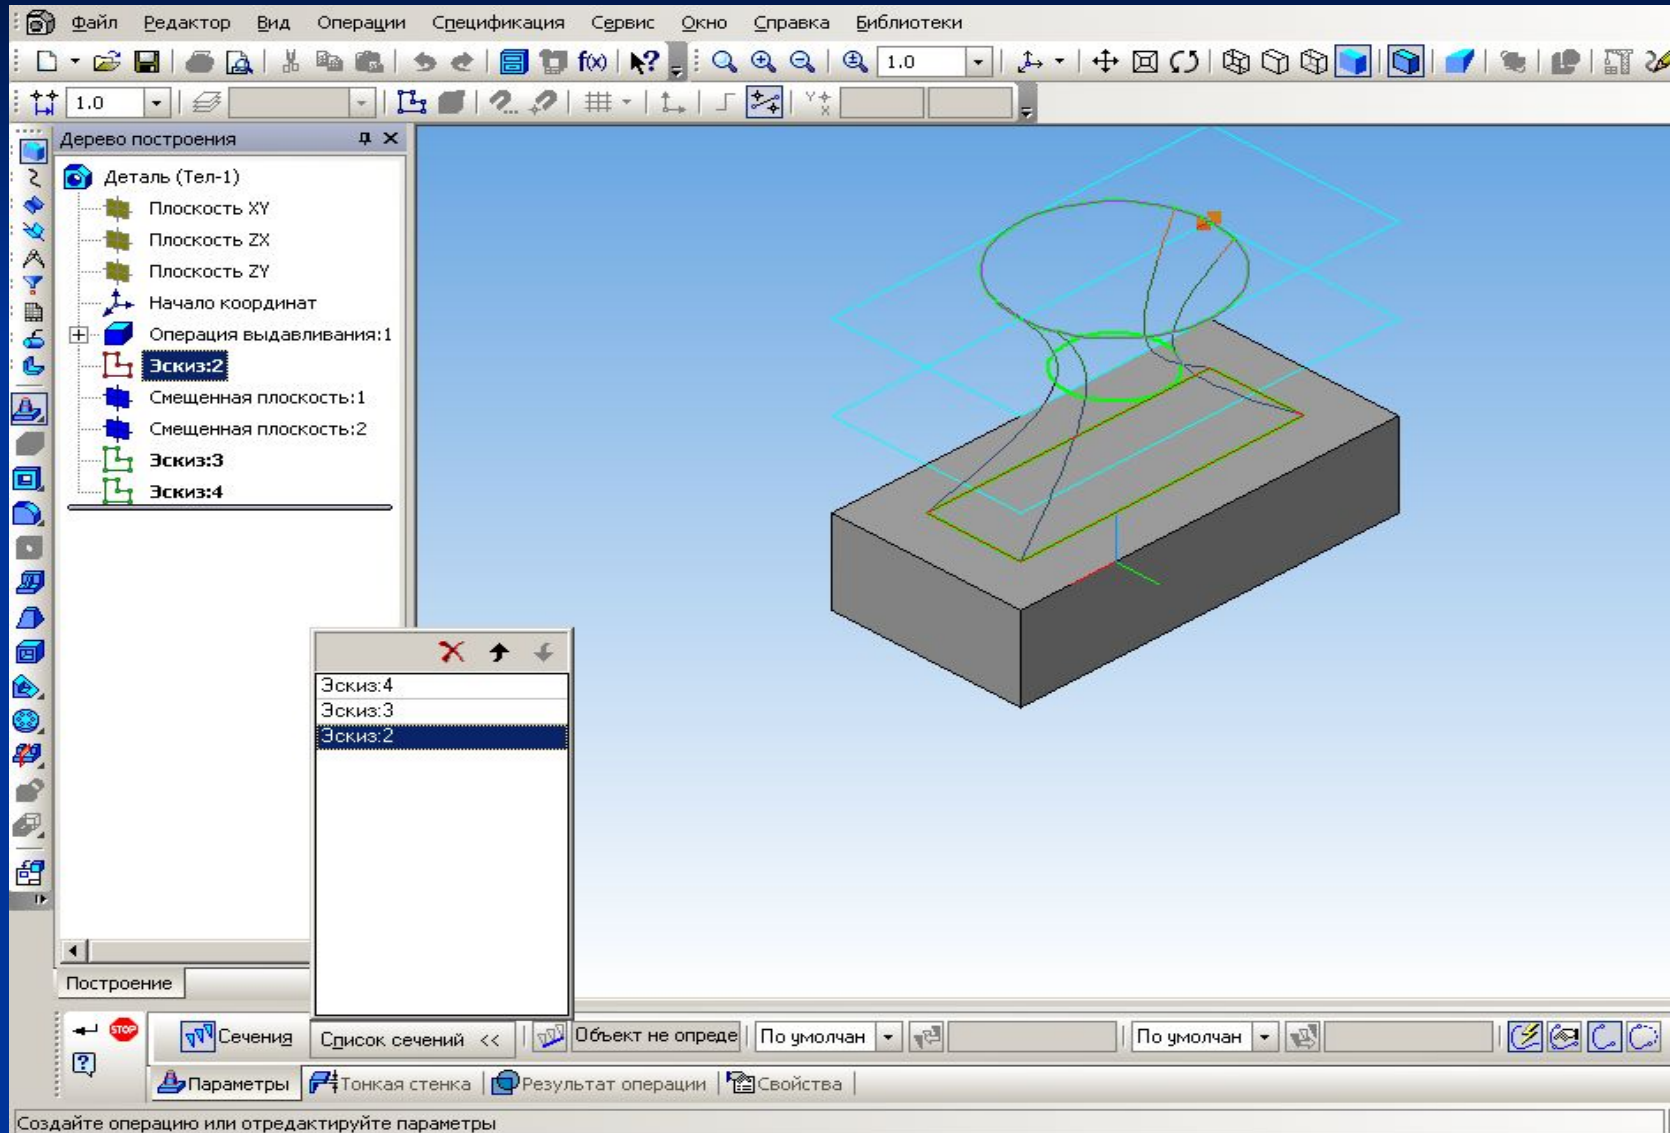 Файл Редактор Вид Операции Спецификация Сервис Окно Справка Библиотеки
f(x) ? 1.0
1.0 Y X
Дерево построения
Деталь (Тел-1)
Плоскость XY
Плоскость ZX
Плоскость ZY
Начало координат
Операция выдавливания:1
Эскиз:2
Смещенная плоскость:1
Смещенная плоскость:2
Эскиз:3
Эскиз:4
Эскиз:4
Эскиз:3
Эскиз:2
Построение
STOP Сечения Список сечений << Объект не опреде По умолчан По умолчан
?
Параметры Тонкая стенка Результат операции Свойства
Создайте операцию или отредактируйте параметры